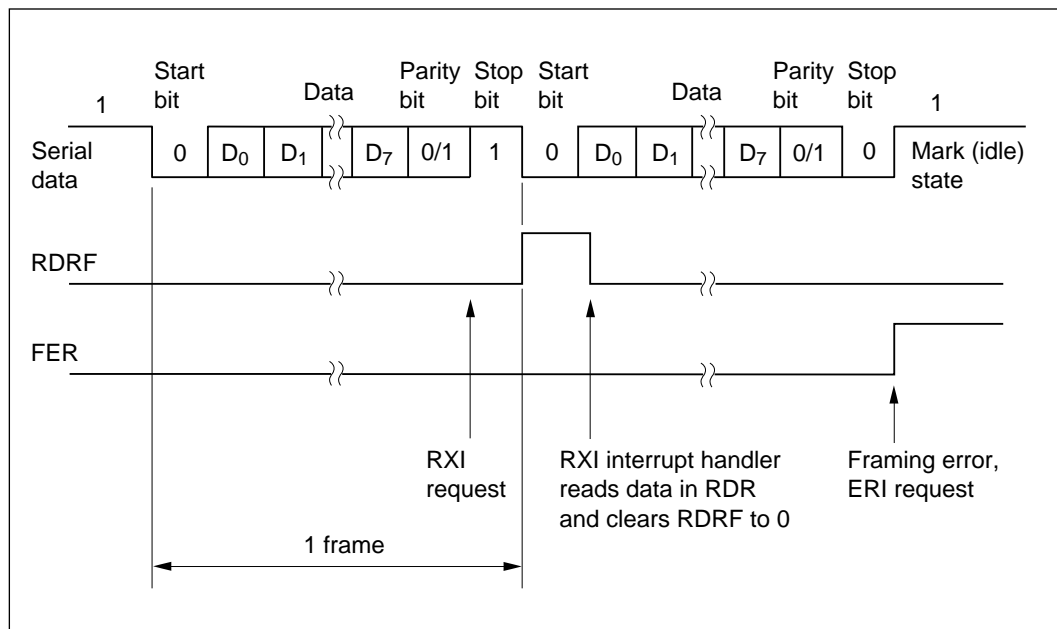 Start bit
Data
Parity bit
Stop bit
Start bit
Data
Parity bit
Stop bit
1
1
Serial data
0
D0
D1
D7
0/1
1
0
D0
D1
D7
0/1
0
Mark (idle) state
RDRF
FER
RXI request
RXI interrupt handler reads data in RDR and clears RDRF to 0
Framing error, ERI request
1 frame